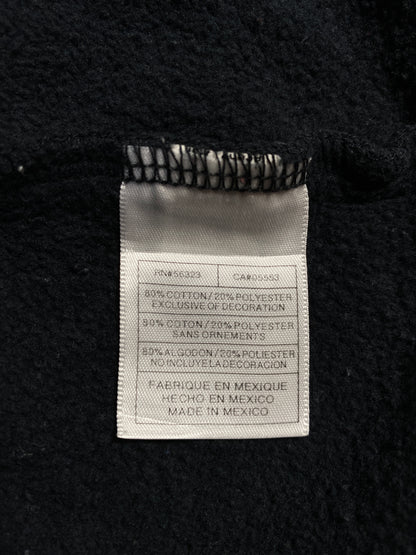 RN#56323 CA#05553
80% COTTON/20% POLYESTER
EXCLUSIVE OF DECORATION
80% COTON/20% POLYESTER
SANS ORNEMENTS
80% ALGODON/20% POLIESTER
NO INCLUYE LA DECORACION
FABRIQUE EN MEXIQUE
HECHO EN MEXICO
MADE IN MEXICO